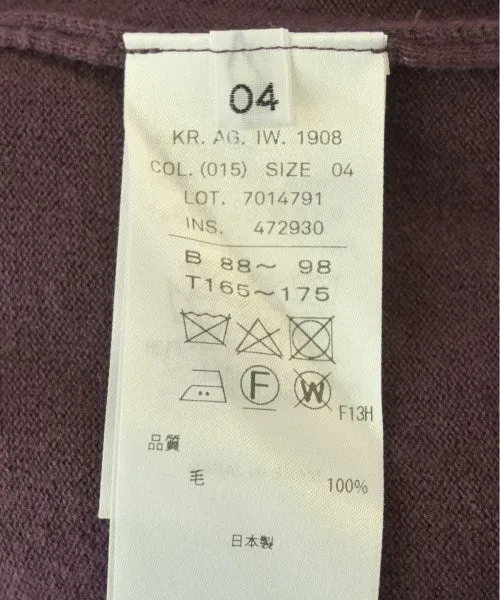 04
KR. AG. IW. 1908
COL. (015) SIZE 04
LOT. 7014791
INS. 472930
B 88～ 98
T165～175
F W F13H
品質
毛 100%
日本製